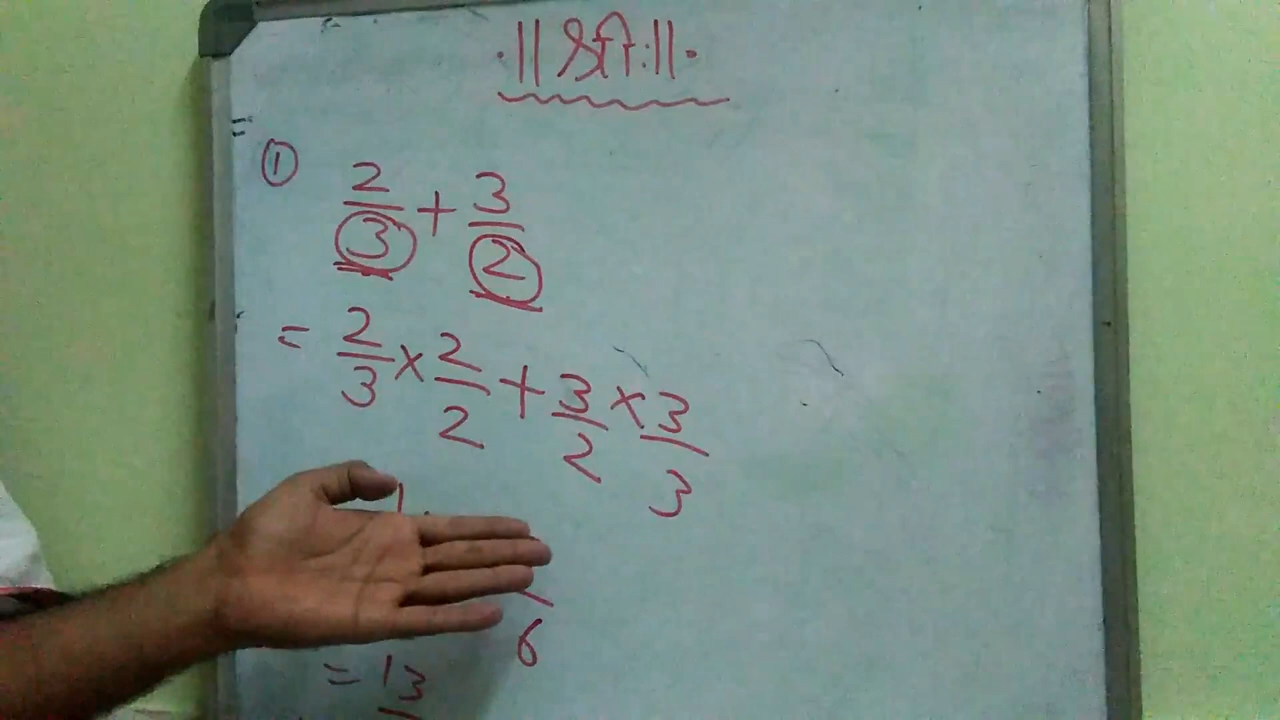 ॥ श्री: ॥
① 2/3 + 3/2
= 2/3 × 2/2 + 3/2 × 3/3
6
= 13